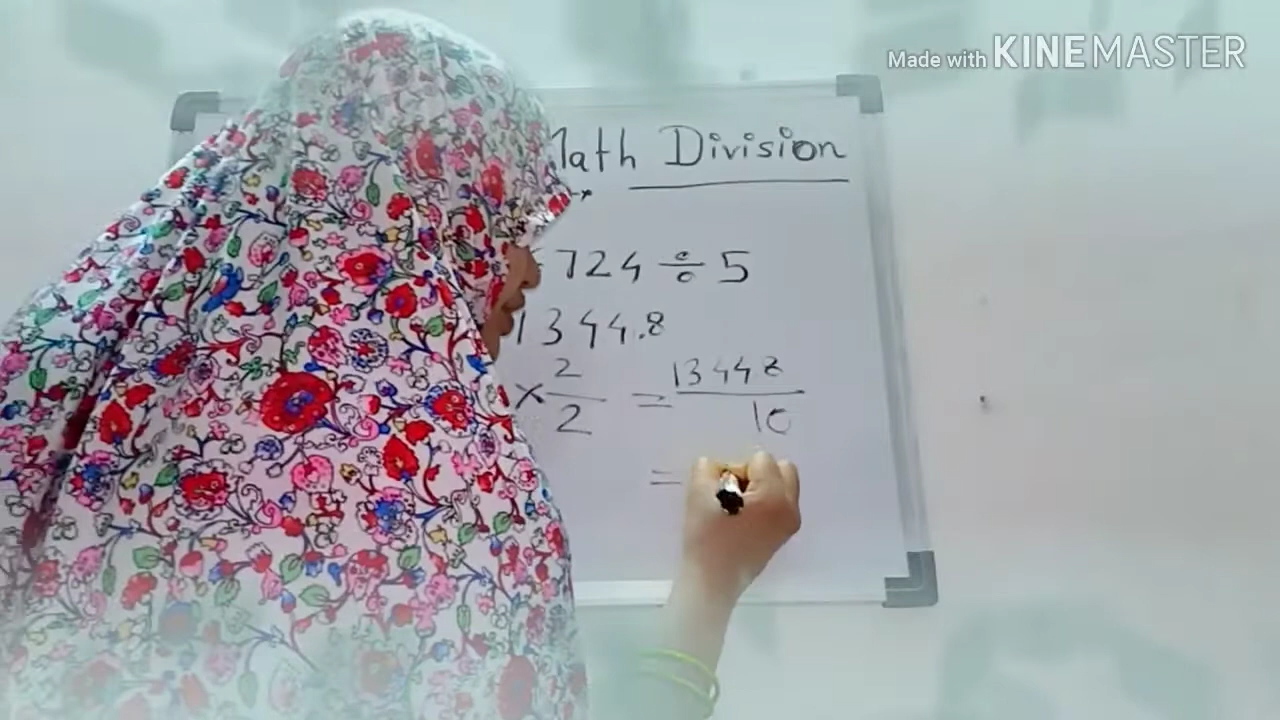 Made with KINEMASTER
Math Division
724 ÷ 5
1344.8
× 2/2 = 13448/10
=